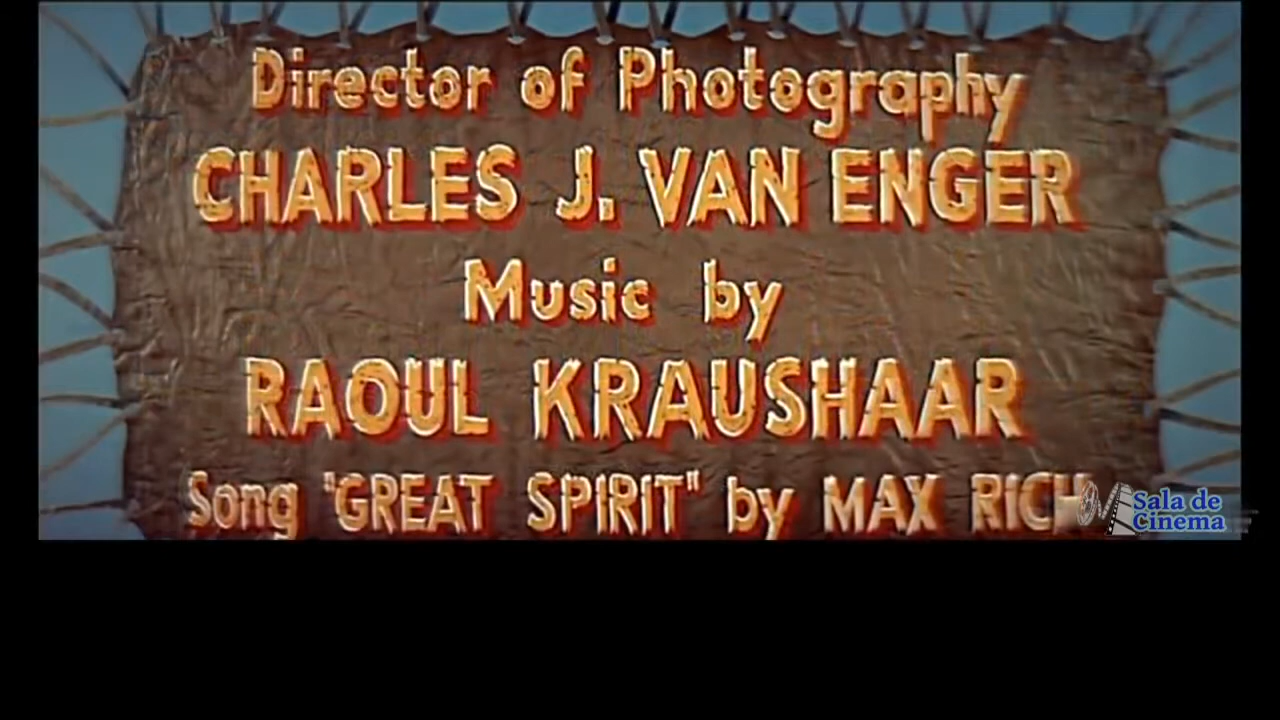 Director of Photography
CHARLES J. VAN ENGER
Music by
RAOUL KRAUSHAAR
Song "GREAT SPIRIT" by MAX RICH
Sala de
Cinema